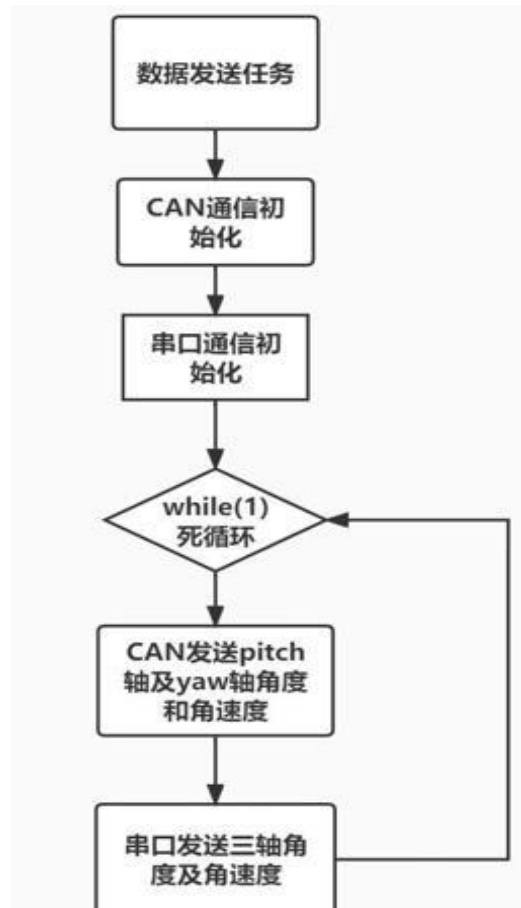 数据发送任务
CAN通信初
始化
串口通信初
始化
while(1)
死循环
CAN发送pitch
轴及yaw轴角度
和角速度
串口发送三轴角
度及角速度